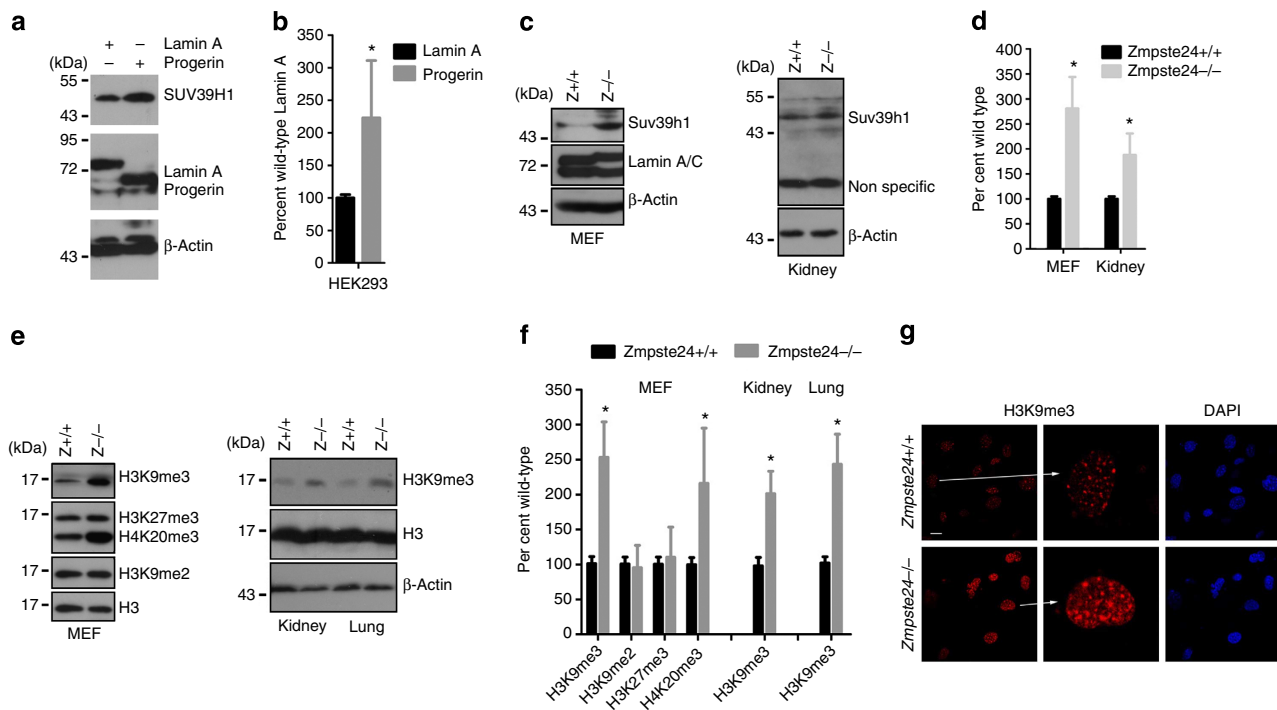 a
+ – Lamin A
– + Progerin
(kDa)
55
43
SUV39H1
95
72
Lamin A
Progerin
43
β-Actin
b
Percent wild-type Lamin A
350
300
250
200
150
100
50
0
*
Lamin A
Progerin
HEK293
c
(kDa)
Z+/+
Z–/–
43
Suv39h1
72
Lamin A/C
43
β-Actin
MEF
(kDa)
Z+/+
Z–/–
55
43
Suv39h1
Non specific
43
β-Actin
Kidney
d
Per cent wild type
400
350
300
250
200
150
100
50
0
Zmpste24+/+
Zmpste24–/–
*
*
MEF Kidney
e
(kDa)
Z+/+
Z–/–
17
H3K9me3
17
H3K27me3
H4K20me3
17
H3K9me2
17
H3
MEF
(kDa)
Z+/+
Z–/–
Z+/+
Z–/–
17
H3K9me3
17
H3
43
β-Actin
Kidney Lung
f
Zmpste24+/+ Zmpste24–/–
MEF Kidney Lung
Per cent wild-type
350
300
250
200
150
100
50
0
* * * *
H3K9me3
H3K9me2
H3K27me3
H4K20me3
H3K9me3
H3K9me3
g
H3K9me3 DAPI
Zmpste24+/+
Zmpste24–/–